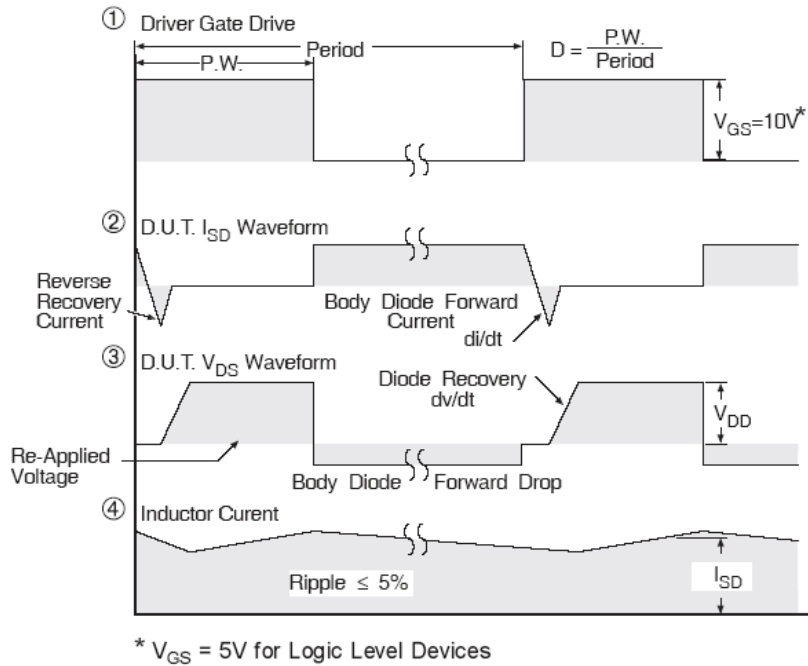 ① Driver Gate Drive
P.W.
Period
D = P.W.
Period
V_GS=10V*
② D.U.T. I_SD Waveform
Reverse
Recovery
Current
Body Diode Forward
Current
di/dt
③ D.U.T. V_DS Waveform
Diode Recovery
dv/dt
V_DD
Re-Applied
Voltage
Body Diode Forward Drop
④ Inductor Curent
Ripple ≤ 5%
I_SD
* V_GS = 5V for Logic Level Devices